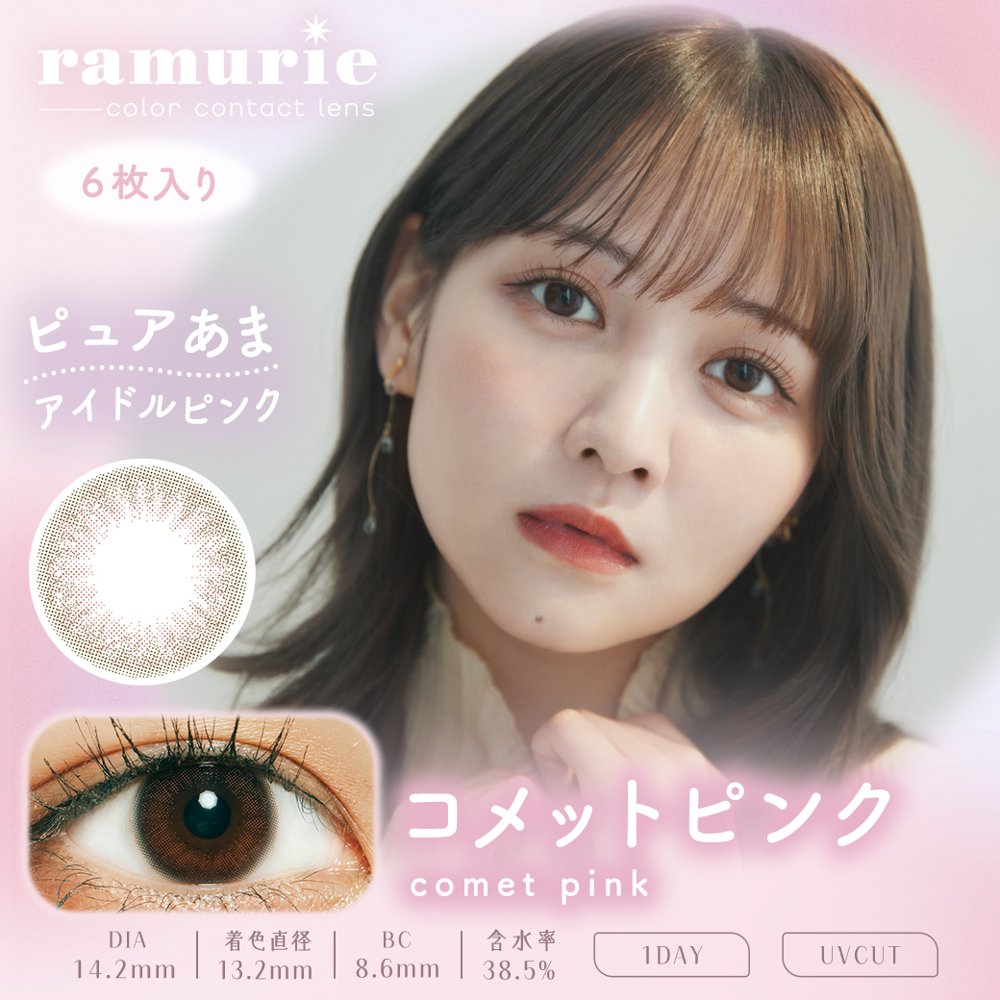 ramurie
color contact lens
6枚入り
ピュアあま
アイドルピンク
コメットピンク
comet pink
DIA
14.2mm
着色直径
13.2mm
BC
8.6mm
含水率
38.5%
1DAY
UVCUT